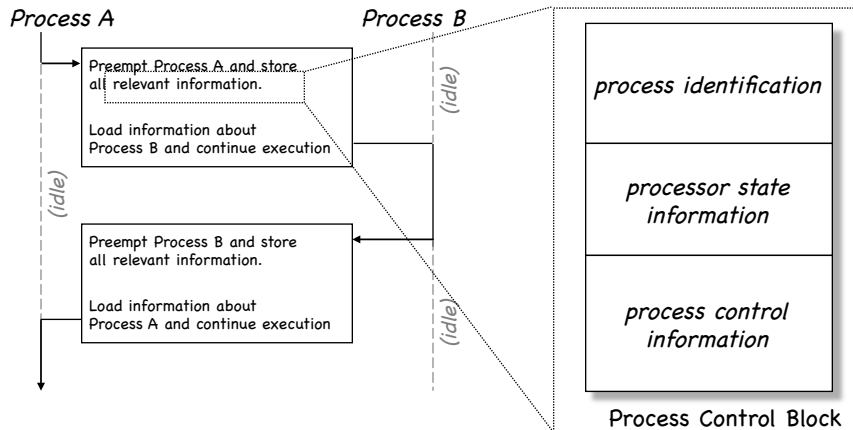 Process A
Process B
Preempt Process A and store
all relevant information.
Load information about
Process B and continue execution
(idle)
(idle)
Preempt Process B and store
all relevant information.
Load information about
Process A and continue execution
(idle)
process identification
processor state
information
process control
information
Process Control Block